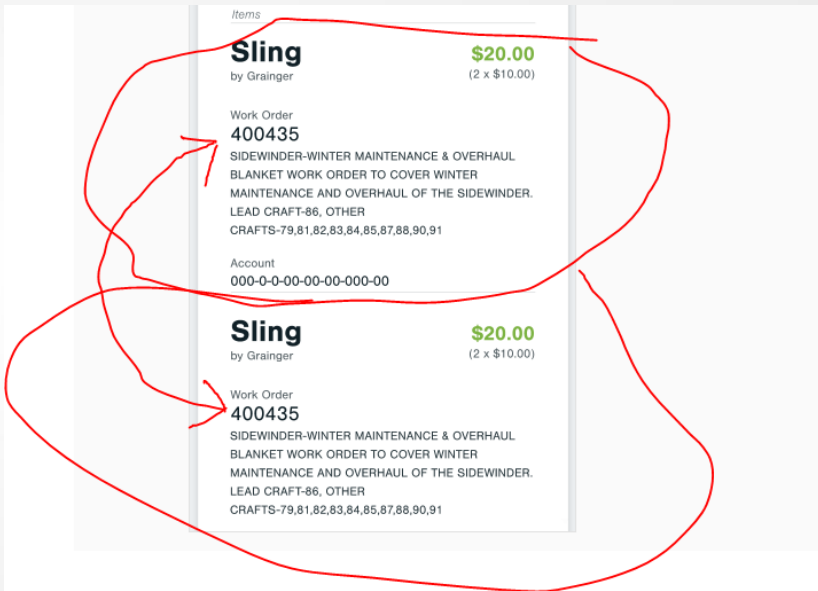 Items
Sling
$20.00
by Grainger
(2 x $10.00)
Work Order
400435
SIDEWINDER-WINTER MAINTENANCE & OVERHAUL
BLANKET WORK ORDER TO COVER WINTER
MAINTENANCE AND OVERHAUL OF THE SIDEWINDER.
LEAD CRAFT-86, OTHER
CRAFTS-79,81,82,83,84,85,87,88,90,91
Account
000-0-0-00-00-00-000-00
Sling
$20.00
by Grainger
(2 x $10.00)
Work Order
400435
SIDEWINDER-WINTER MAINTENANCE & OVERHAUL
BLANKET WORK ORDER TO COVER WINTER
MAINTENANCE AND OVERHAUL OF THE SIDEWINDER.
LEAD CRAFT-86, OTHER
CRAFTS-79,81,82,83,84,85,87,88,90,91